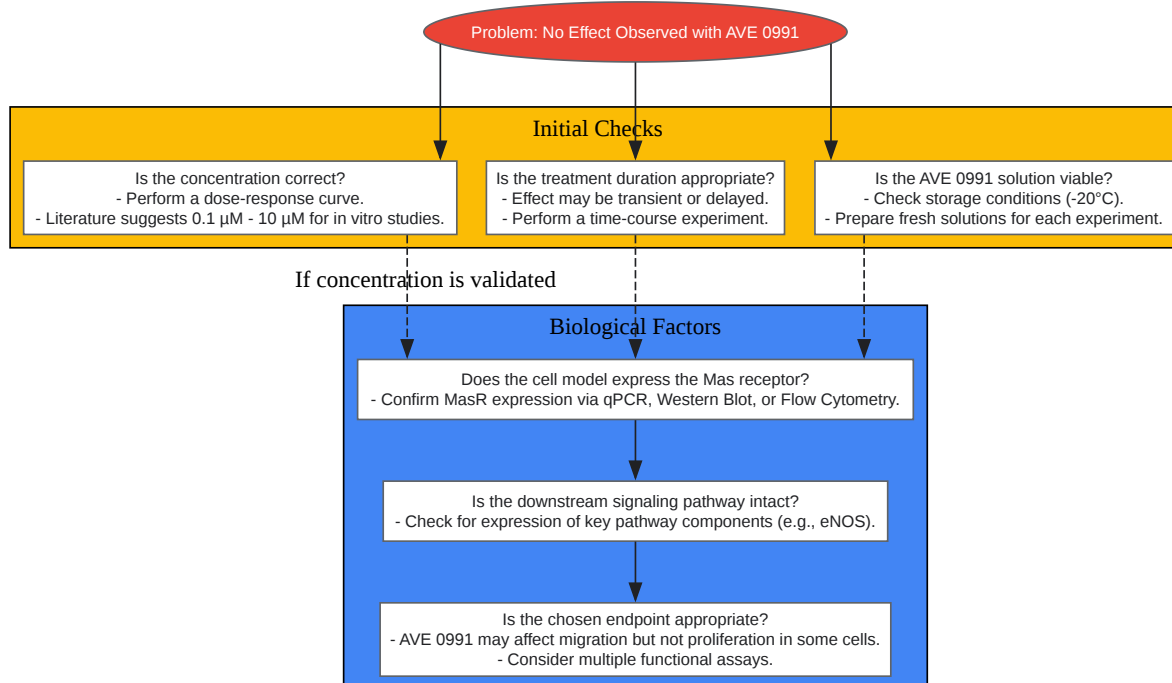 Problem: No Effect Observed with AVE 0991
Initial Checks
Is the concentration correct?
- Perform a dose-response curve.
- Literature suggests 0.1 µM - 10 µM for in vitro studies.
Is the treatment duration appropriate?
- Effect may be transient or delayed.
- Perform a time-course experiment.
Is the AVE 0991 solution viable?
- Check storage conditions (-20°C).
- Prepare fresh solutions for each experiment.
If concentration is validated
Biological Factors
Does the cell model express the Mas receptor?
- Confirm MasR expression via qPCR, Western Blot, or Flow Cytometry.
Is the downstream signaling pathway intact?
- Check for expression of key pathway components (e.g., eNOS).
Is the chosen endpoint appropriate?
- AVE 0991 may affect migration but not proliferation in some cells.
- Consider multiple functional assays.